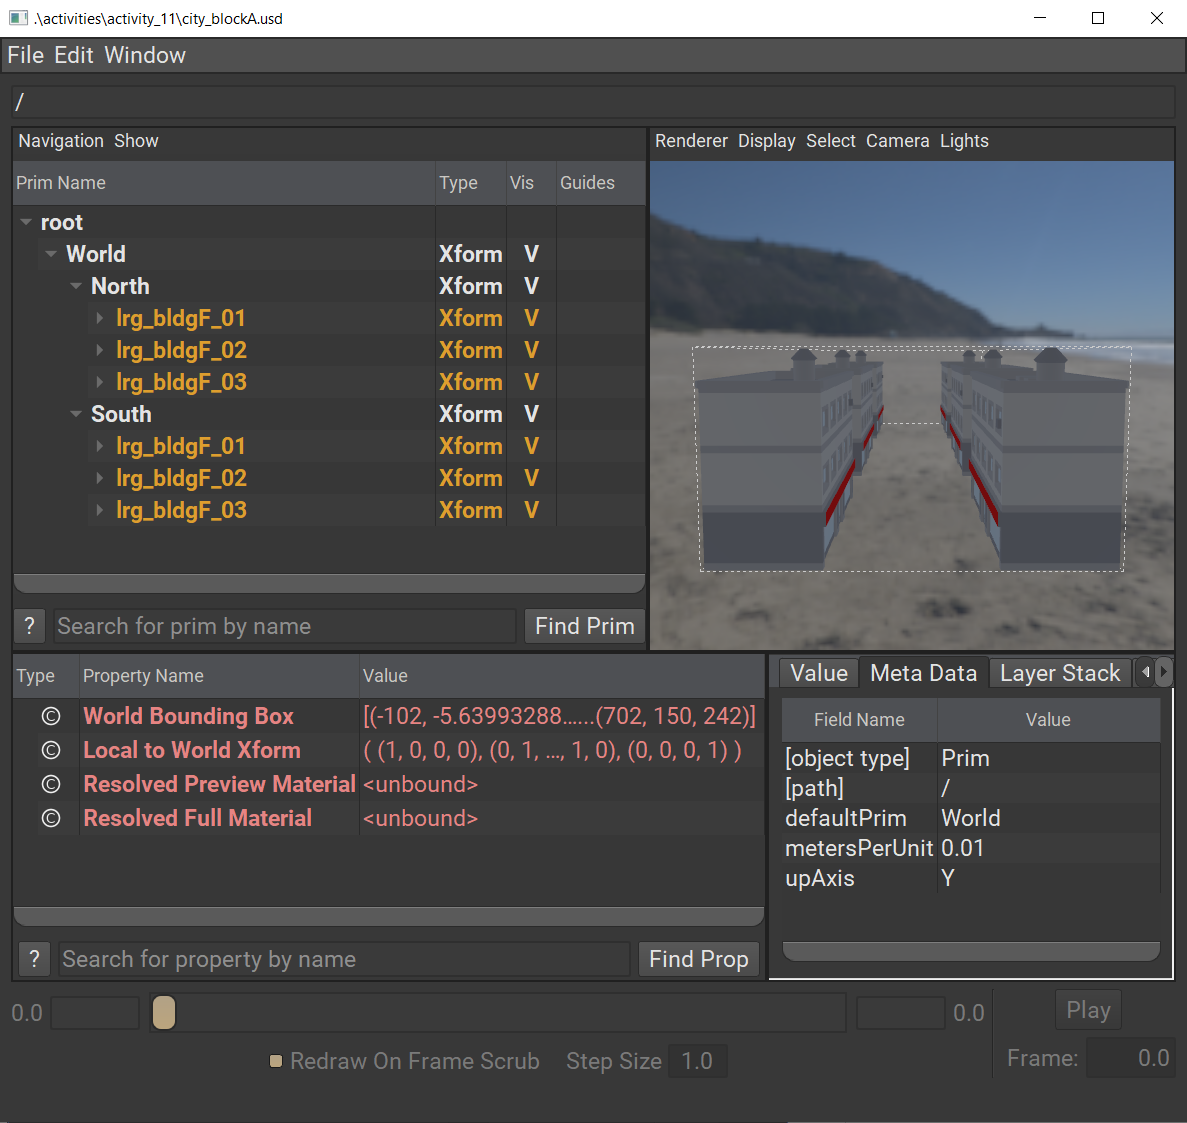 .\activities\activity_11\city_blockA.usd
File Edit Window
/
Navigation Show
Prim Name Type Vis Guides
root
World Xform V
North Xform V
lrg_bldgF_01 Xform V
lrg_bldgF_02 Xform V
lrg_bldgF_03 Xform V
South Xform V
lrg_bldgF_01 Xform V
lrg_bldgF_02 Xform V
lrg_bldgF_03 Xform V
? Search for prim by name Find Prim
Renderer Display Select Camera Lights
Type Property Name Value
© World Bounding Box [(-102, -5.63993288…...(702, 150, 242)]
© Local to World Xform ( (1, 0, 0, 0), (0, 1, …, 1, 0), (0, 0, 0, 1) )
© Resolved Preview Material <unbound>
© Resolved Full Material <unbound>
? Search for property by name Find Prop
Value Meta Data Layer Stack
Field Name Value
[object type] Prim
[path] /
defaultPrim World
metersPerUnit 0.01
upAxis Y
0.0 0.0 Play
Redraw On Frame Scrub Step Size 1.0 Frame: 0.0